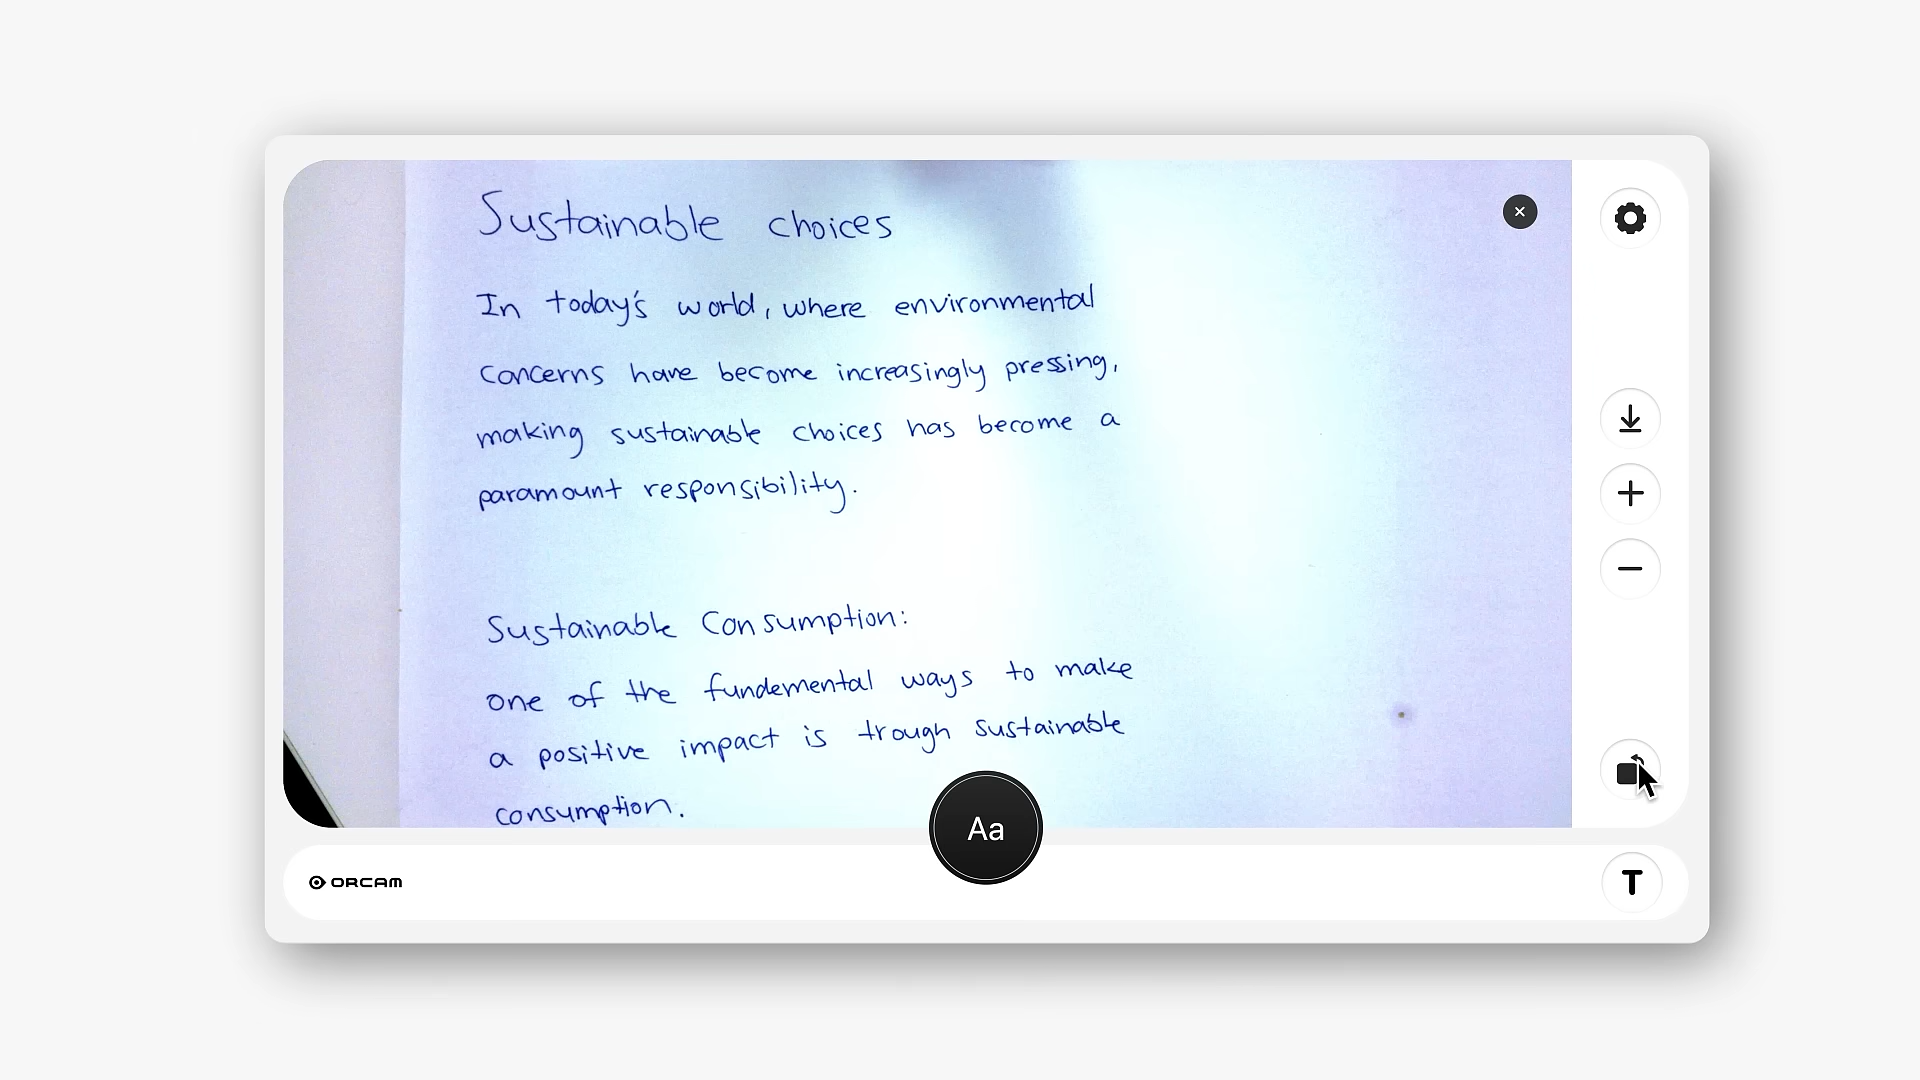 Sustainable choices
In today's world, where environmental
concerns have become increasingly pressing,
making sustainable choices has become a
paramount responsibility.
Sustainable Consumption:
one of the fundemental ways to make
a positive impact is trough sustainable
consumption.
Aa
ORCAM
T